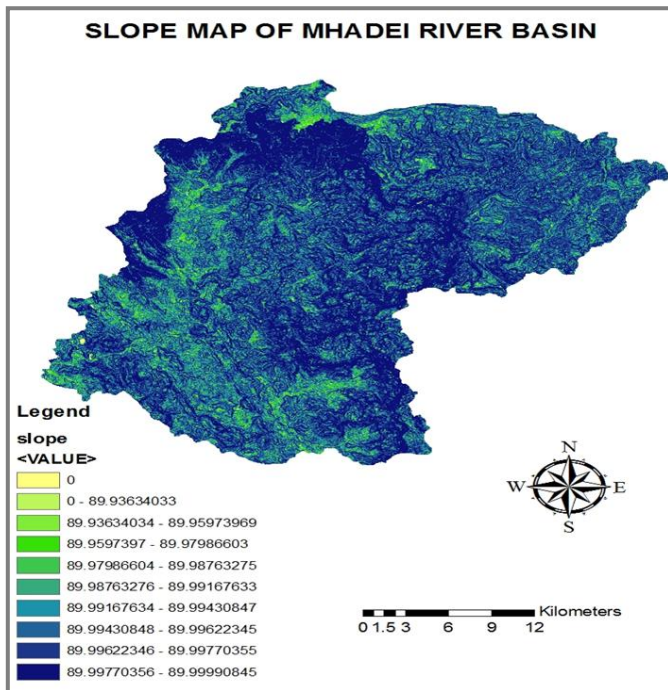 SLOPE MAP OF MHADEI RIVER BASIN
Legend
slope
<VALUE>
0
0 - 89.93634033
89.93634034 - 89.95973969
89.9597397 - 89.97986603
89.97986604 - 89.98763275
89.98763276 - 89.99167633
89.99167634 - 89.99430847
89.99430848 - 89.99622345
89.99622346 - 89.99770355
89.99770356 - 89.99990845
N
W E
S
Kilometers
0 1.5 3 6 9 12